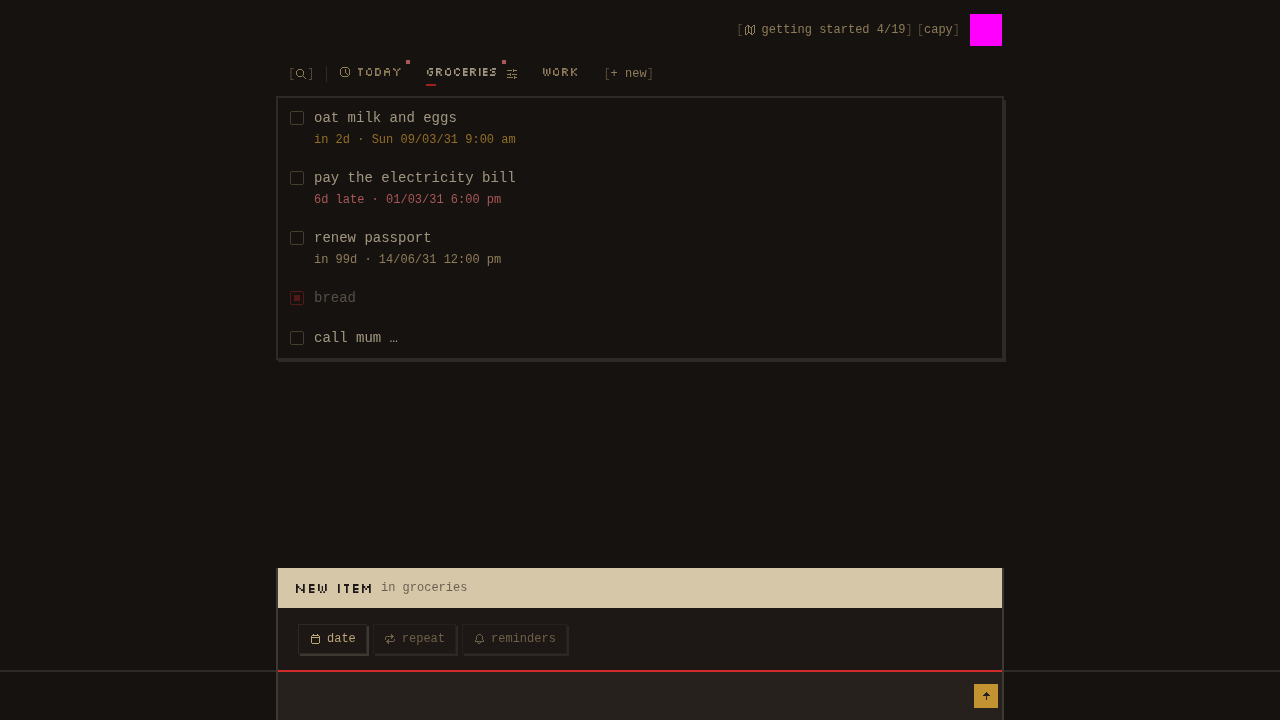 [getting started 4/19] [capy]
[] TODAY GROCERIES WORK [+ new]
oat milk and eggs
in 2d · Sun 09/03/31 9:00 am
pay the electricity bill
6d late · 01/03/31 6:00 pm
renew passport
in 99d · 14/06/31 12:00 pm
bread
call mum …
NEW ITEM in groceries
date repeat reminders